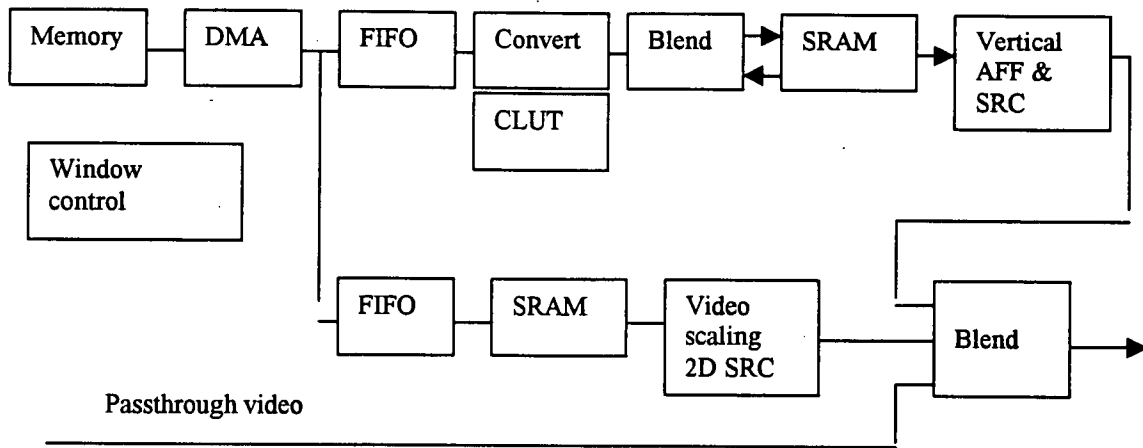 Memory
DMA
FIFO
Convert
Blend
SRAM
Vertical
AFF &
SRC
CLUT
Window
control
FIFO
SRAM
Video
scaling
2D SRC
Blend
Passthrough video